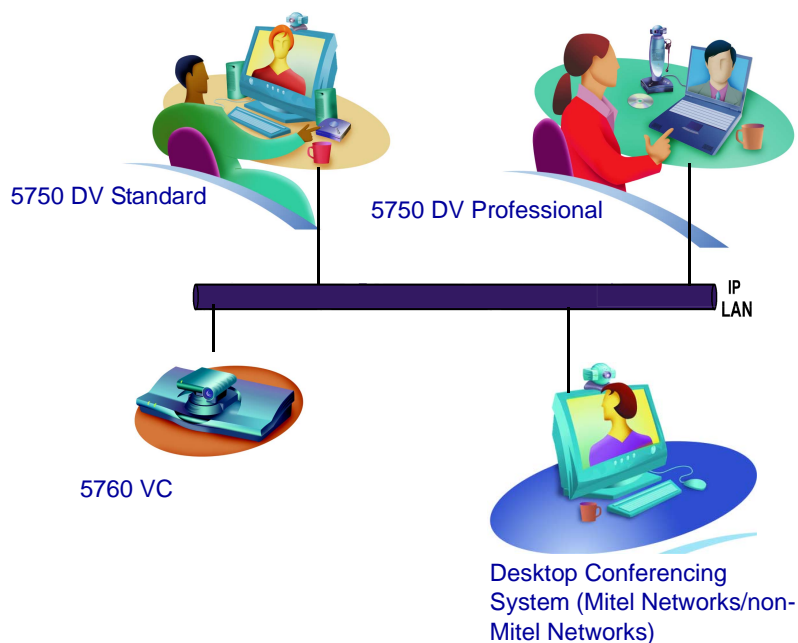 5750 DV Standard
5750 DV Professional
IP
LAN
5760 VC
Desktop Conferencing
System (Mitel Networks/non-
Mitel Networks)